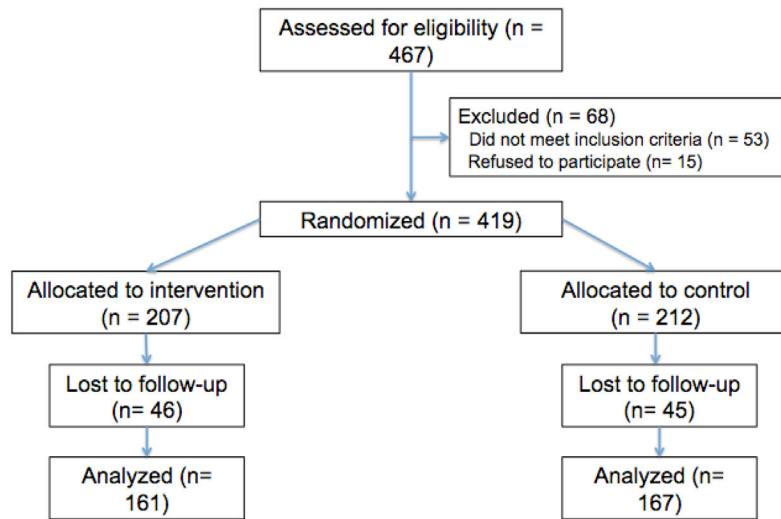 Assessed for eligibility (n =
467)
Excluded (n = 68)
Did not meet inclusion criteria (n = 53)
Refused to participate (n= 15)
Randomized (n = 419)
Allocated to intervention
(n = 207)
Allocated to control
(n = 212)
Lost to follow-up
(n= 46)
Lost to follow-up
(n= 45)
Analyzed (n=
161)
Analyzed (n=
167)